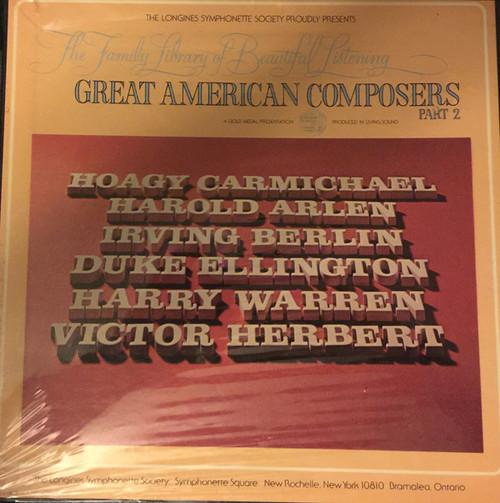 THE LONGINES SYMPHONETTE SOCIETY PROUDLY PRESENTS
The Family Library of Beautiful Listening
GREAT AMERICAN COMPOSERS
PART 2
A GOLD MEDAL PRESENTATION PRODUCED IN LIVING SOUND
HOAGY CARMICHAEL
HAROLD ARLEN
IRVING BERLIN
DUKE ELLINGTON
HARRY WARREN
VICTOR HERBERT
The Longines Symphonette Society Symphonette Square New Rochelle, New York 10810 Bramalea, Ontario